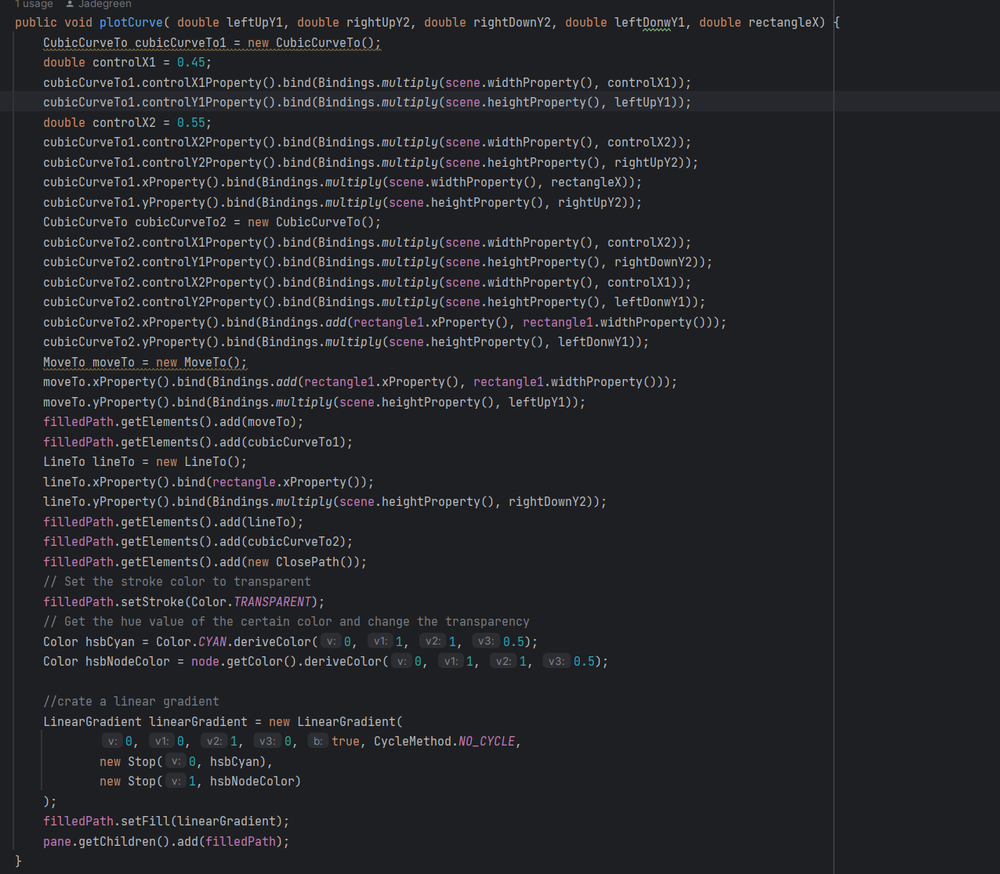 1 usage   Jadegreen
public void plotCurve( double leftUpY1, double rightUpY2, double rightDownY2, double leftDonwY1, double rectangleX) {
    CubicCurveTo cubicCurveTo1 = new CubicCurveTo();
    double controlX1 = 0.45;
    cubicCurveTo1.controlX1Property().bind(Bindings.multiply(scene.widthProperty(), controlX1));
    cubicCurveTo1.controlY1Property().bind(Bindings.multiply(scene.heightProperty(), leftUpY1));
    double controlX2 = 0.55;
    cubicCurveTo1.controlX2Property().bind(Bindings.multiply(scene.widthProperty(), controlX2));
    cubicCurveTo1.controlY2Property().bind(Bindings.multiply(scene.heightProperty(), rightUpY2));
    cubicCurveTo1.xProperty().bind(Bindings.multiply(scene.widthProperty(), rectangleX));
    cubicCurveTo1.yProperty().bind(Bindings.multiply(scene.heightProperty(), rightUpY2));
    CubicCurveTo cubicCurveTo2 = new CubicCurveTo();
    cubicCurveTo2.controlX1Property().bind(Bindings.multiply(scene.widthProperty(), controlX2));
    cubicCurveTo2.controlY1Property().bind(Bindings.multiply(scene.heightProperty(), rightDownY2));
    cubicCurveTo2.controlX2Property().bind(Bindings.multiply(scene.widthProperty(), controlX1));
    cubicCurveTo2.controlY2Property().bind(Bindings.multiply(scene.heightProperty(), leftDonwY1));
    cubicCurveTo2.xProperty().bind(Bindings.add(rectangle1.xProperty(), rectangle1.widthProperty()));
    cubicCurveTo2.yProperty().bind(Bindings.multiply(scene.heightProperty(), leftDonwY1));
    MoveTo moveTo = new MoveTo();
    moveTo.xProperty().bind(Bindings.add(rectangle1.xProperty(), rectangle1.widthProperty()));
    moveTo.yProperty().bind(Bindings.multiply(scene.heightProperty(), leftUpY1));
    filledPath.getElements().add(moveTo);
    filledPath.getElements().add(cubicCurveTo1);
    LineTo lineTo = new LineTo();
    lineTo.xProperty().bind(rectangle.xProperty());
    lineTo.yProperty().bind(Bindings.multiply(scene.heightProperty(), rightDownY2));
    filledPath.getElements().add(lineTo);
    filledPath.getElements().add(cubicCurveTo2);
    filledPath.getElements().add(new ClosePath());
    // Set the stroke color to transparent
    filledPath.setStroke(Color.TRANSPARENT);
    // Get the hue value of the certain color and change the transparency
    Color hsbCyan = Color.CYAN.deriveColor( v: 0, v1: 1, v2: 1, v3: 0.5);
    Color hsbNodeColor = node.getColor().deriveColor( v: 0, v1: 1, v2: 1, v3: 0.5);
    //crate a linear gradient
    LinearGradient linearGradient = new LinearGradient(
            v: 0, v1: 0, v2: 1, v3: 0, b: true, CycleMethod.NO_CYCLE,
            new Stop( v: 0, hsbCyan),
            new Stop( v: 1, hsbNodeColor)
    );
    filledPath.setFill(linearGradient);
    pane.getChildren().add(filledPath);
}